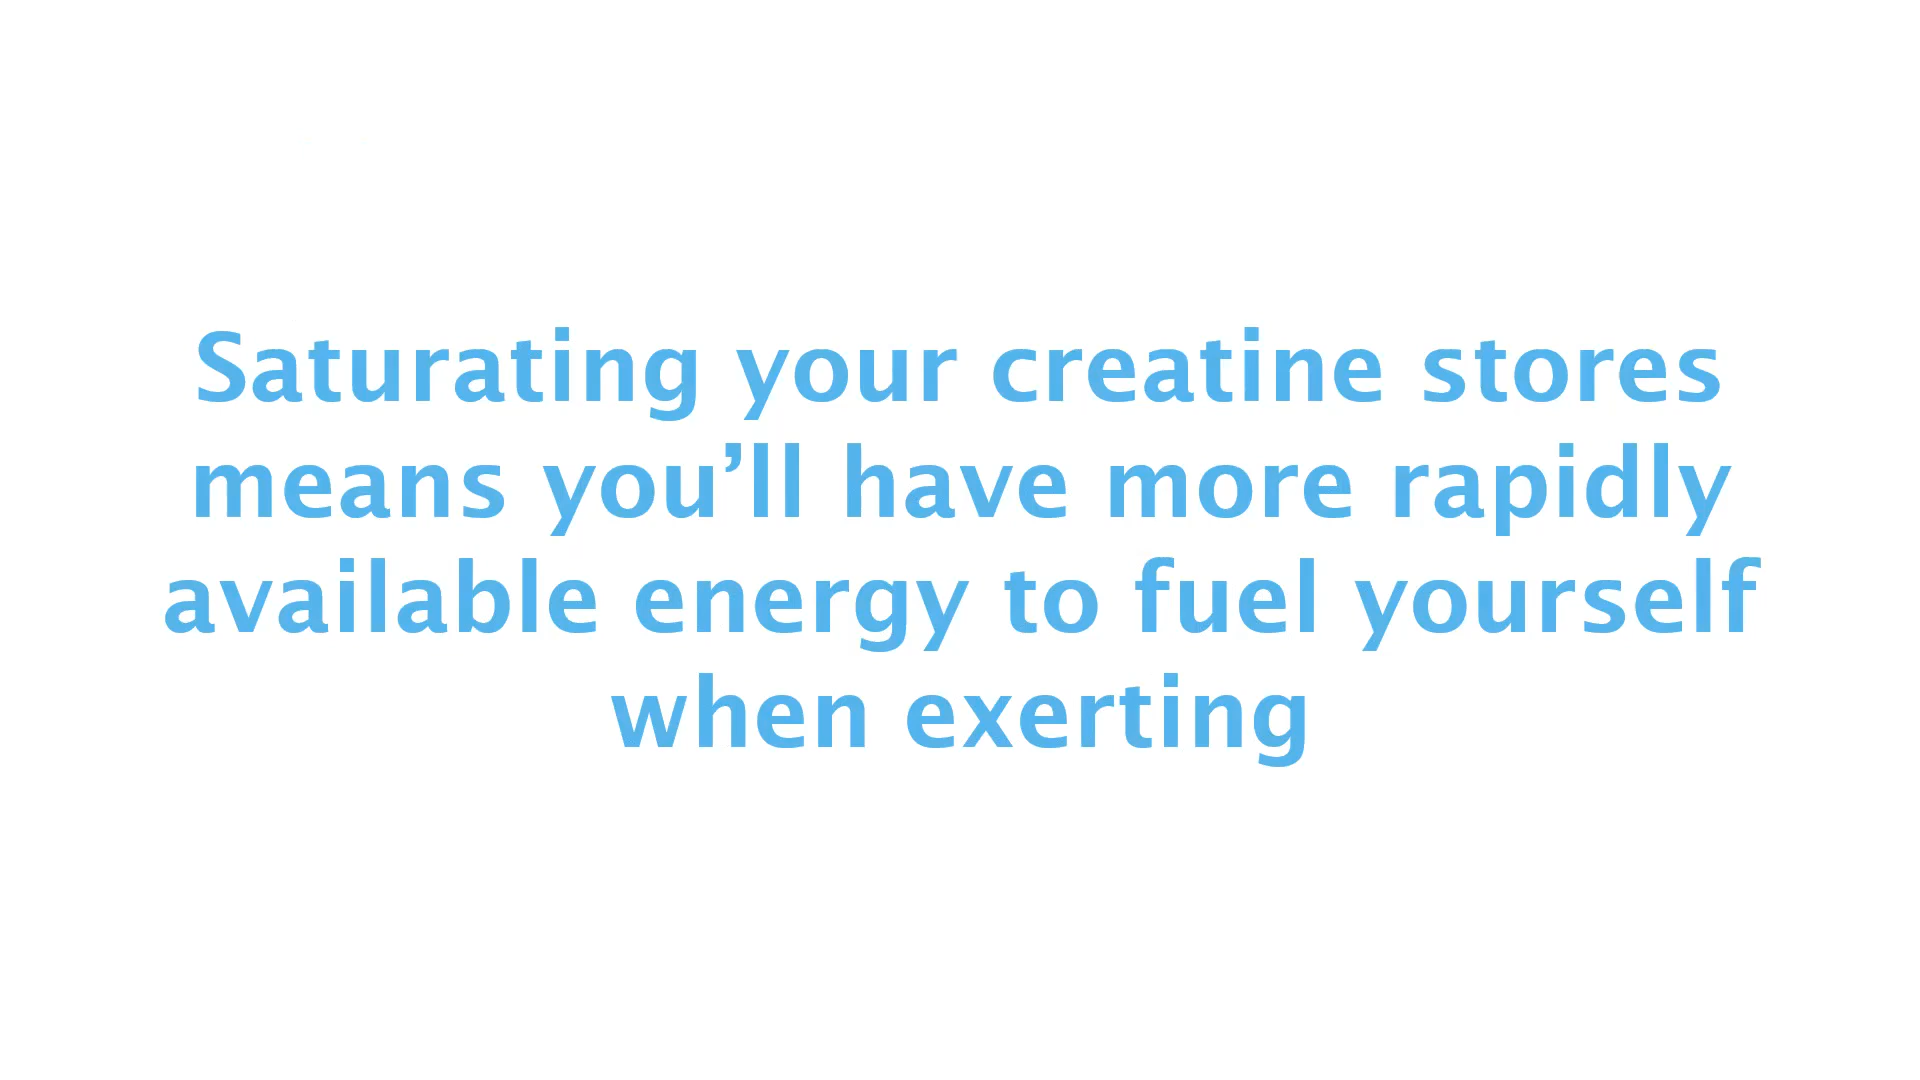 Saturating your creatine stores
means you’ll have more rapidly
available energy to fuel yourself
when exerting